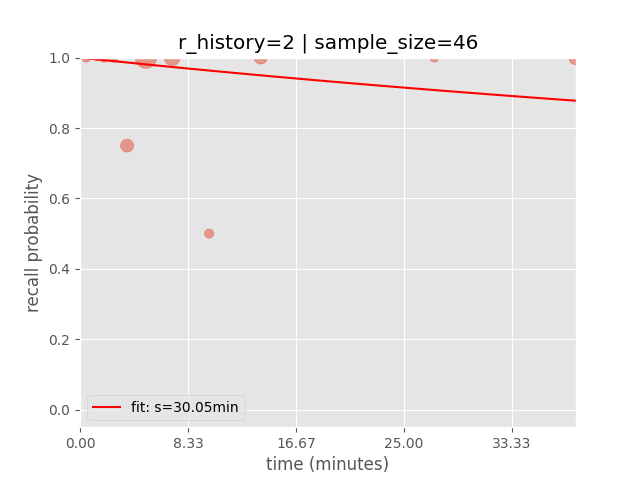 r_history=2 | sample_size=46
recall probability
1.0
0.8
0.6
0.4
0.2
0.0
fit: s=30.05min
0.00 8.33 16.67 25.00 33.33
time (minutes)